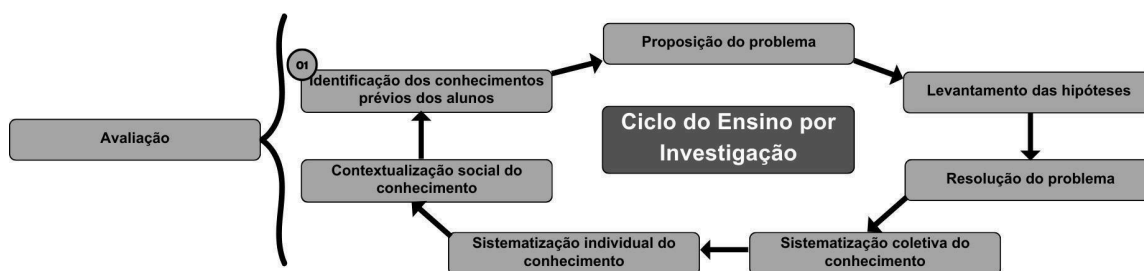 Avaliação
01
Identificação dos conhecimentos
prévios dos alunos
Proposição do problema
Levantamento das hipóteses
Resolução do problema
Sistematização coletiva do
conhecimento
Sistematização individual do
conhecimento
Contextualização social do
conhecimento
Ciclo do Ensino por
Investigação